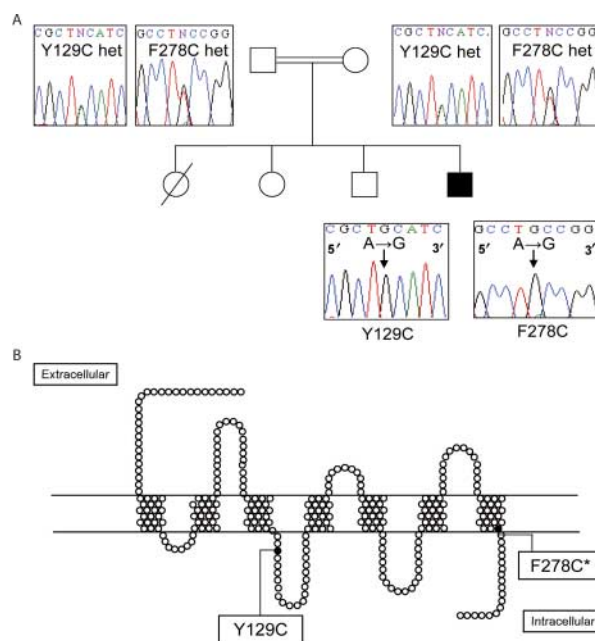 A
CGCTNCATC
Y129C het
GCCTNCCGG
F278C het
CGCTNCATC.
Y129C het
GCCTNCCGG
F278C het
CGCTGCATC
5′ A→G 3′
Y129C
GCCTGCCGG
5′ A→G 3′
F278C
B
Extracellular
F278C*
Y129C
Intracellular